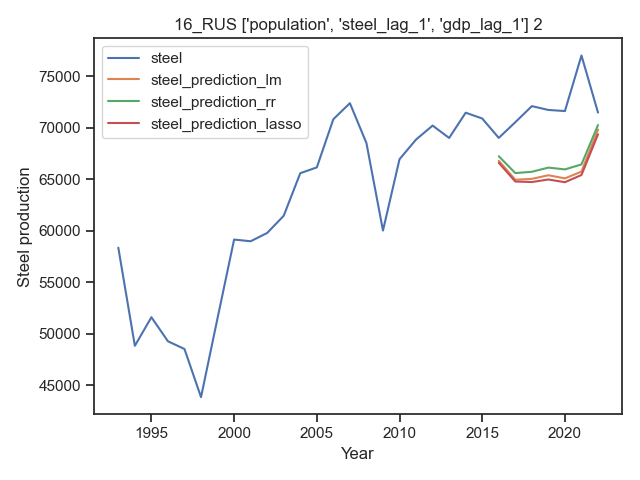 16_RUS ['population', 'steel_lag_1', 'gdp_lag_1'] 2
steel
steel_prediction_lm
steel_prediction_rr
steel_prediction_lasso
75000
70000
65000
60000
55000
50000
45000
Steel production
1995
2000
2005
2010
2015
2020
Year